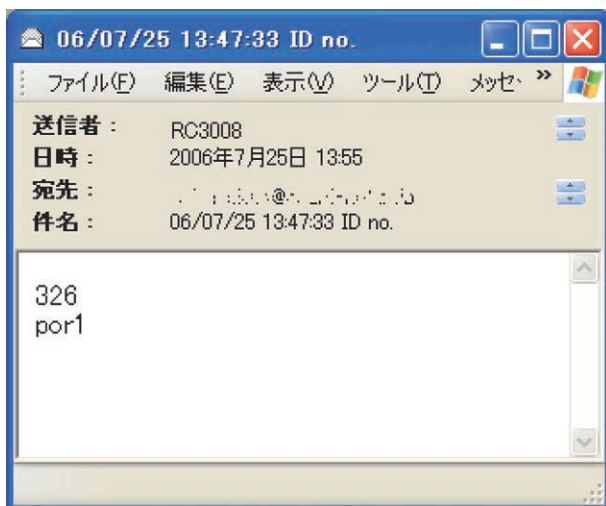 06/07/25 13:47:33 ID no.
ファイル(F) 編集(E) 表示(V) ツール(T) メッセ »
送信者： RC3008
日時： 2006年7月25日 13:55
宛先：
件名： 06/07/25 13:47:33 ID no.
326
por1